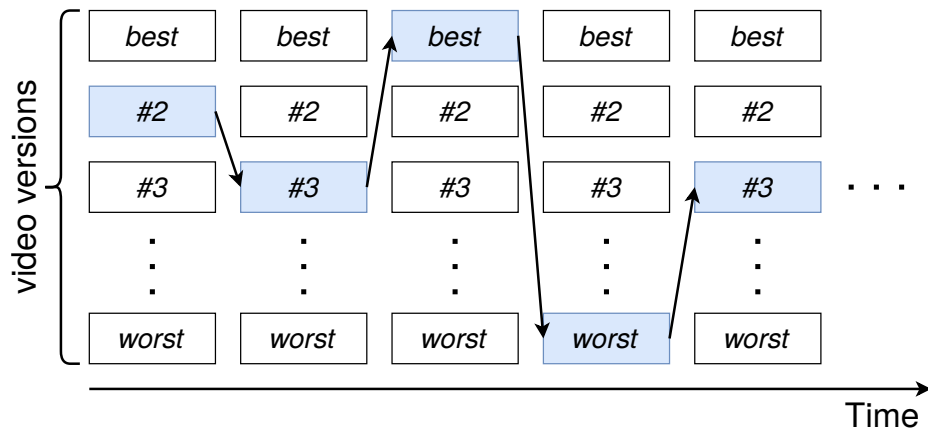 video versions
best best best best best
#2 #2 #2 #2 #2
#3 #3 #3 #3 #3 . . .
worst worst worst worst worst
Time